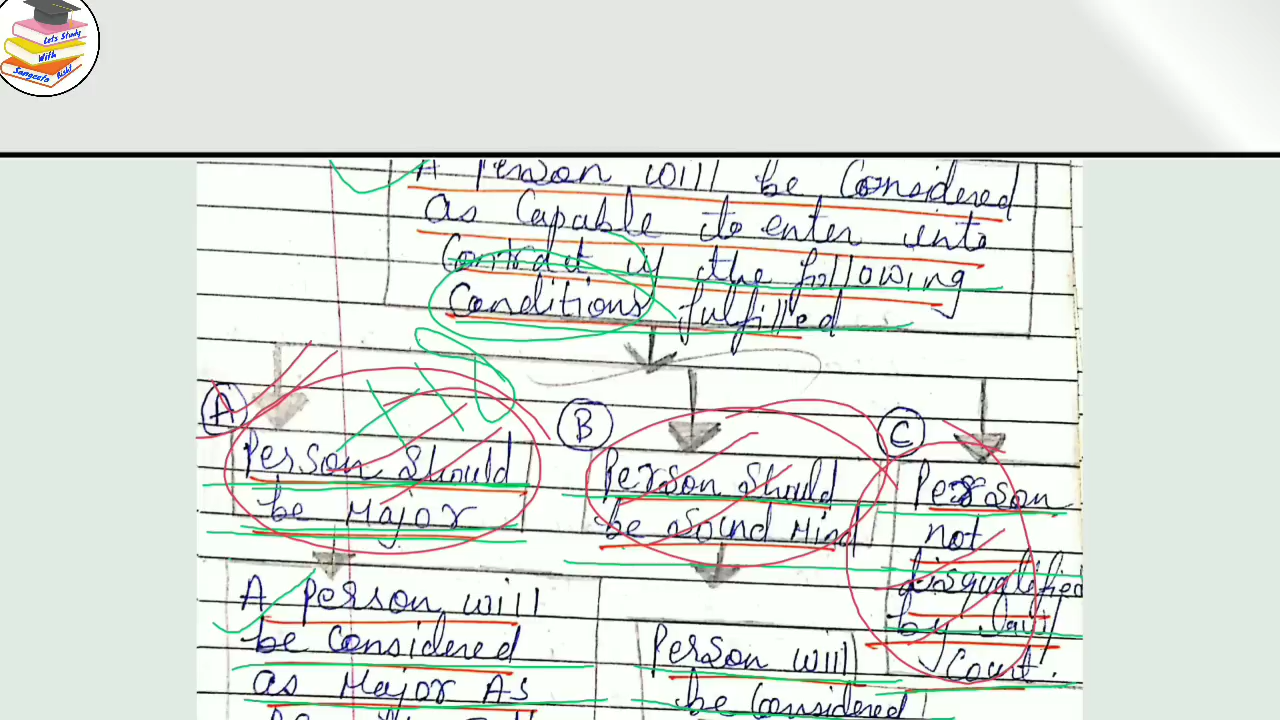 Lets Study
With
Sangeeta Bisht
A Person will be Considered
as Capable to enter into
Contract if the following
Conditions fulfilled
A
Person Should
be Major
B
Person Should
be Sound Mind
C
Person
not
disqualified
by Law/
Court.
A Person will
be Considered
as Major As
Person will
be Considered